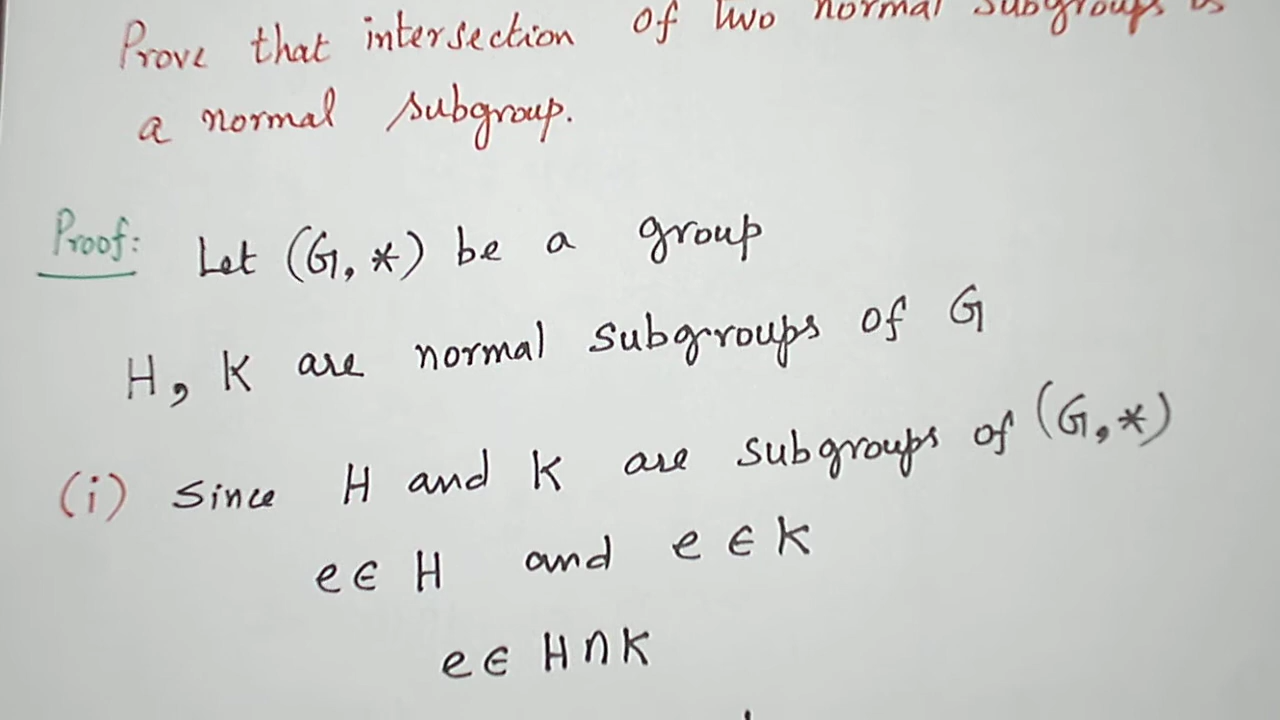 Prove that intersection of two normal subgroups is
a normal subgroup.
Proof: Let (G, *) be a group
H, K are normal subgroups of G
(i) Since H and K are subgroups of (G, *)
e ∈ H and e ∈ K
e ∈ H ∩ K